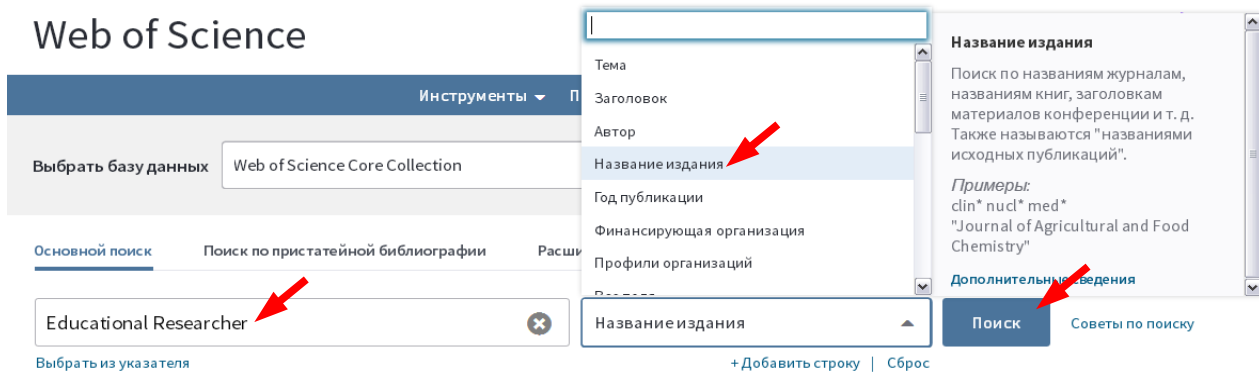 Web of Science
Инструменты
П
Выбрать базу данных
Web of Science Core Collection
Основной поиск
Поиск по пристатейной библиографии
Расши
Educational Researcher
Выбрать из указателя
Тема
Заголовок
Автор
Название издания
Год публикации
Финансирующая организация
Профили организаций
Название издания
+ Добавить строку | Сброс
Название издания
Поиск по названиям журналам,
названиям книг, заголовкам
материалов конференции и т. д.
Также называются "названиями
исходных публикаций".
Примеры:
clin* nucl* med*
"Journal of Agricultural and Food
Chemistry"
Дополнительные сведения
Поиск
Советы по поиску